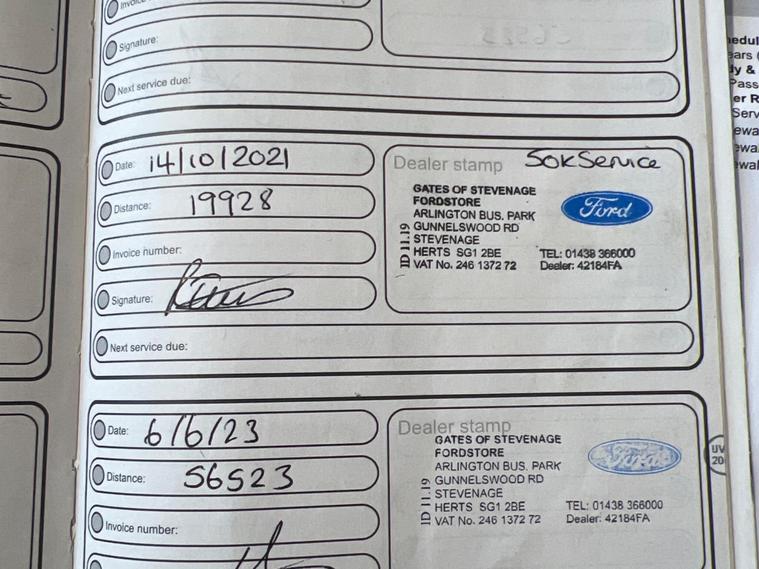 Invoice
Signature:
Next service due:
Date: 14/10/2021
Distance: 19928
Invoice number:
Signature:
Next service due:
Dealer stamp 50K Service
GATES OF STEVENAGE
FORDSTORE
ARLINGTON BUS. PARK
GUNNELSWOOD RD
STEVENAGE
HERTS SG1 2BE TEL: 01438 366000
VAT No. 246 1372 72 Dealer: 42184FA
ID 11.19
Ford
Date: 6/6/23
Distance: 56523
Invoice number:
Dealer stamp
GATES OF STEVENAGE
FORDSTORE
ARLINGTON BUS. PARK
GUNNELSWOOD RD
STEVENAGE
HERTS SG1 2BE TEL: 01438 366000
VAT No. 246 1372 72 Dealer: 42184FA
ID 11.19
Ford
UV
20